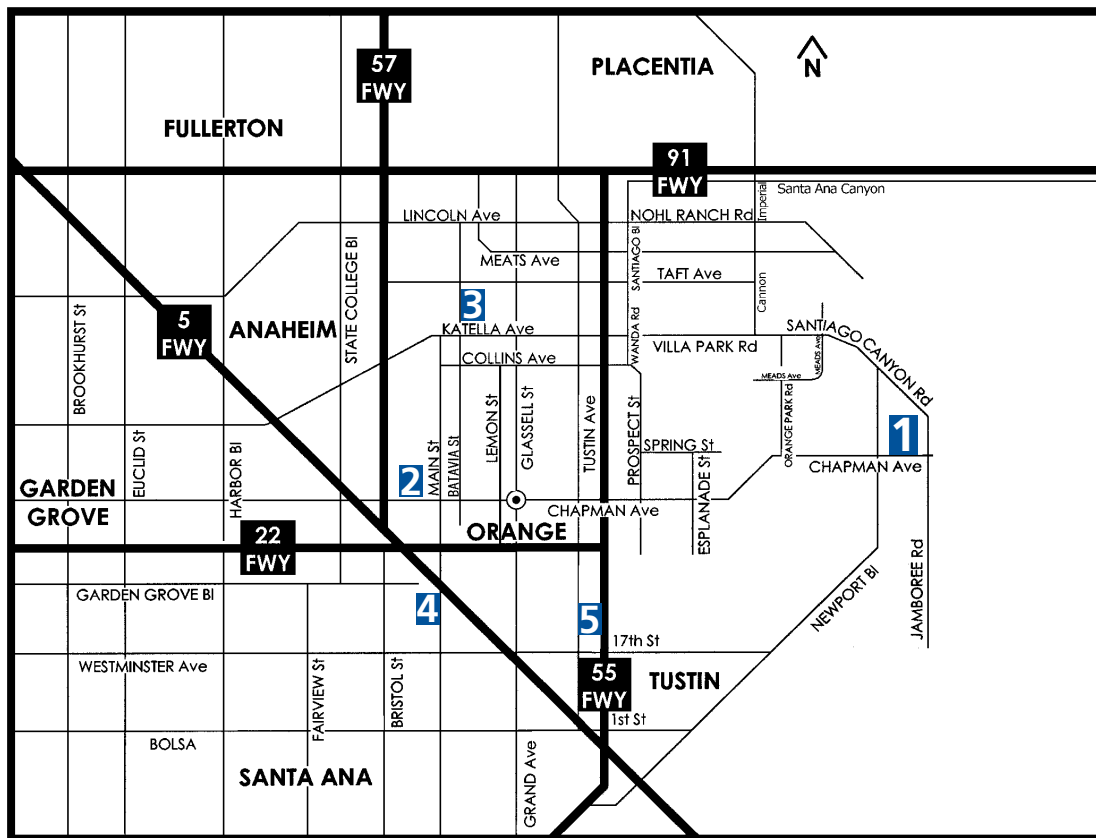 57
FWY
PLACENTIA
N
FULLERTON
91
FWY
Santa Ana Canyon
Imperial
LINCOLN Ave
NOHL RANCH Rd
SANTIAGO Bl
STATE COLLEGE Bl
MEATS Ave
TAFT Ave
Cannon
3
5
FWY
ANAHEIM
BROOKHURST St
KATELLA Ave
WANDA Rd
VILLA PARK Rd
SANTIAGO CANYON Rd
COLLINS Ave
MEADS Ave
MEADS Ave
ORANGE PARK Rd
1
LEMON St
GLASSELL St
TUSTIN Ave
PROSPECT St
SPRING St
CHAPMAN Ave
EUCLID St
HARBOR Bl
2
MAIN St
BATAVIA St
ESPLANADE St
GARDEN
GROVE
CHAPMAN Ave
ORANGE
22
FWY
NEWPORT Bl
JAMBOREE Rd
GARDEN GROVE Bl
4
5
17th St
WESTMINSTER Ave
FAIRVIEW St
BRISTOL St
55
FWY
TUSTIN
1st St
BOLSA
SANTA ANA
GRAND Ave